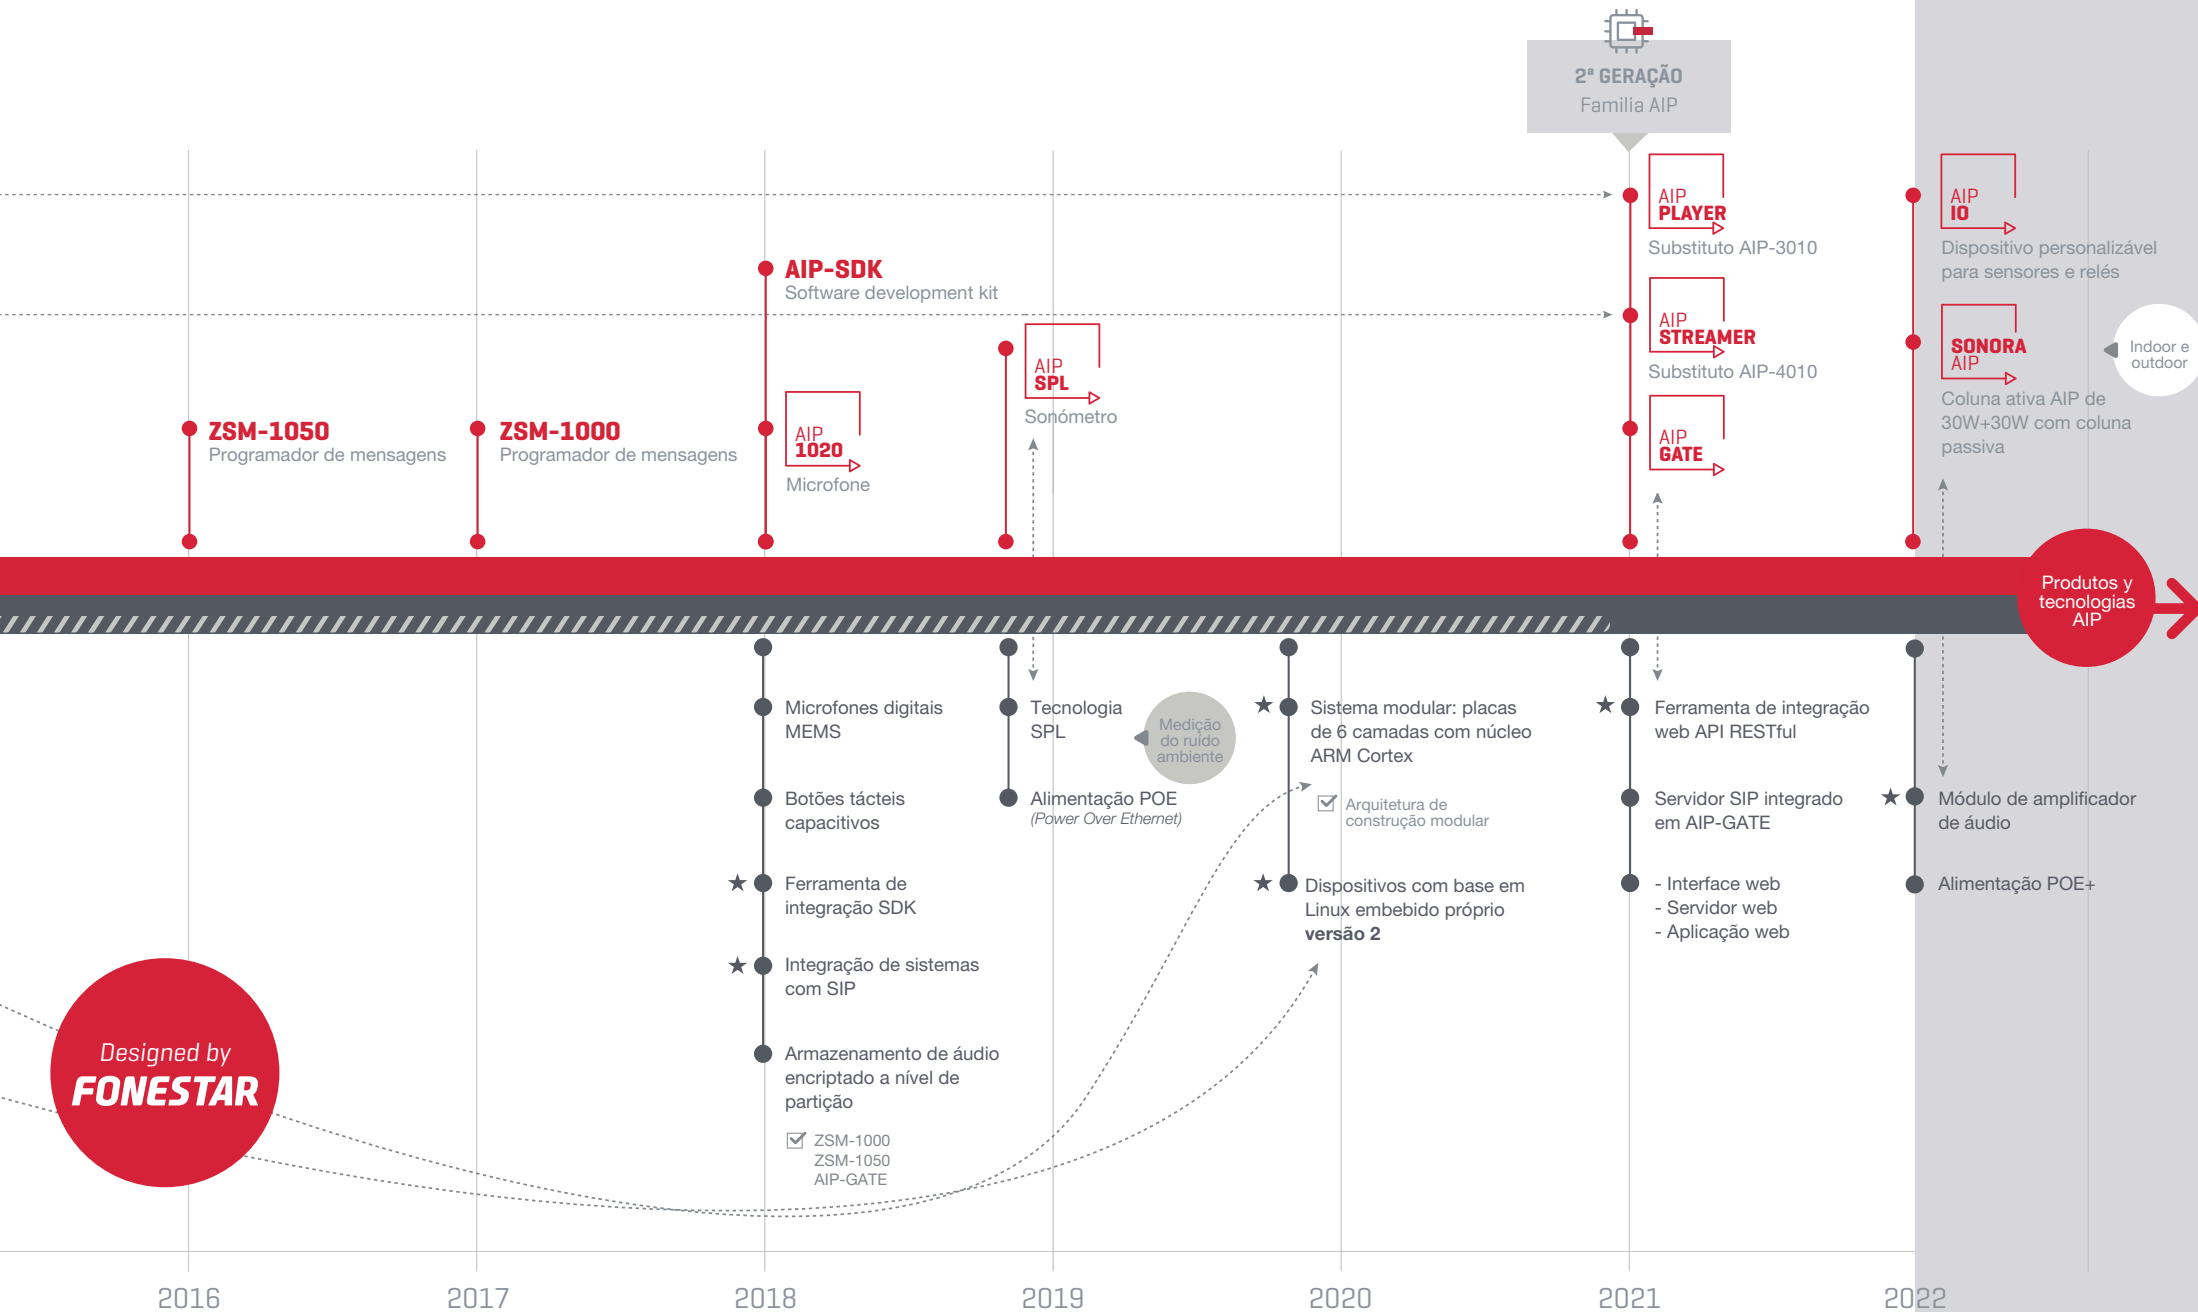 2ª GERAÇÃO
Familia AIP
AIP
PLAYER
Substituto AIP-3010
AIP
IO
Dispositivo personalizável
para sensores e relés
AIP-SDK
Software development kit
AIP
STREAMER
Substituto AIP-4010
SONORA
AIP
Indoor e
outdoor
Coluna ativa AIP de
30W+30W com coluna
passiva
AIP
SPL
Sonómetro
ZSM-1050
Programador de mensagens
ZSM-1000
Programador de mensagens
AIP
1020
Microfone
AIP
GATE
Produtos y
tecnologias
AIP
Microfones digitais
MEMS
Botões tácteis
capacitivos
Ferramenta de
integração SDK
Integração de sistemas
com SIP
Armazenamento de áudio
encriptado a nível de
partição
ZSM-1000
ZSM-1050
AIP-GATE
Tecnologia
SPL
Medição
do ruído
ambiente
Alimentação POE
(Power Over Ethernet)
Sistema modular: placas
de 6 camadas com núcleo
ARM Cortex
Arquitetura de
construção modular
Dispositivos com base em
Linux embebido próprio
versão 2
Ferramenta de integração
web API RESTful
Servidor SIP integrado
em AIP-GATE
- Interface web
- Servidor web
- Aplicação web
Módulo de amplificador
de áudio
Alimentação POE+
Designed by
FONESTAR
2016
2017
2018
2019
2020
2021
2022